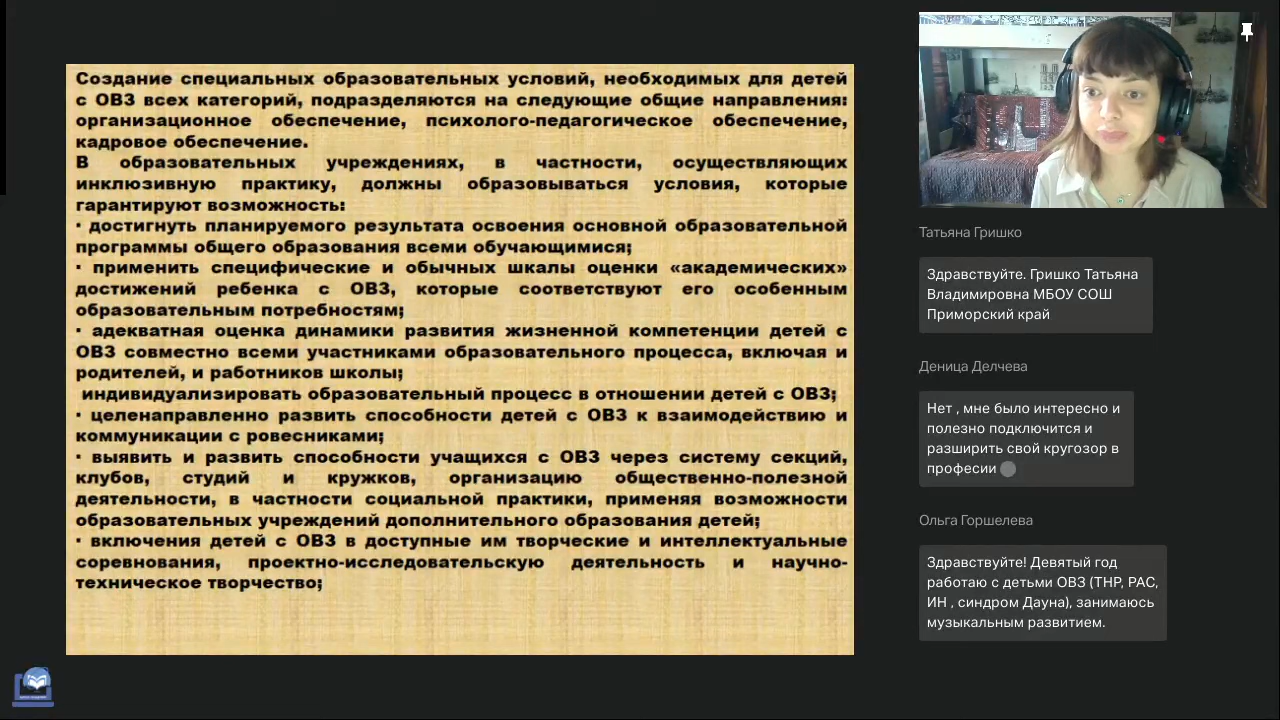 Создание специальных образовательных условий, необходимых для детей
с ОВЗ всех категорий, подразделяются на следующие общие направления:
организационное обеспечение, психолого-педагогическое обеспечение,
кадровое обеспечение.
В образовательных учреждениях, в частности, осуществляющих
инклюзивную практику, должны образовываться условия, которые
гарантируют возможность:
· достигнуть планируемого результата освоения основной образовательной
программы общего образования всеми обучающимися;
· применить специфические и обычных шкалы оценки «академических»
достижений ребенка с ОВЗ, которые соответствуют его особенным
образовательным потребностям;
· адекватная оценка динамики развития жизненной компетенции детей с
ОВЗ совместно всеми участниками образовательного процесса, включая и
родителей, и работников школы;
индивидуализировать образовательный процесс в отношении детей с ОВЗ;
· целенаправленно развить способности детей с ОВЗ к взаимодействию и
коммуникации с ровесниками;
· выявить и развить способности учащихся с ОВЗ через систему секций,
клубов, студий и кружков, организацию общественно-полезной
деятельности, в частности социальной практики, применяя возможности
образовательных учреждений дополнительного образования детей;
· включения детей с ОВЗ в доступные им творческие и интеллектуальные
соревнования, проектно-исследовательскую деятельность и научно-
техническое творчество;
Татьяна Гришко
Здравствуйте. Гришко Татьяна
Владимировна МБОУ СОШ
Приморский край
Деница Делчева
Нет , мне было интересно и
полезно подключится и
разширить свой кругозор в
професии
Ольга Горшелева
Здравствуйте! Девятый год
работаю с детьми ОВЗ (ТНР, РАС,
ИН , синдром Дауна), занимаюсь
музыкальным развитием.